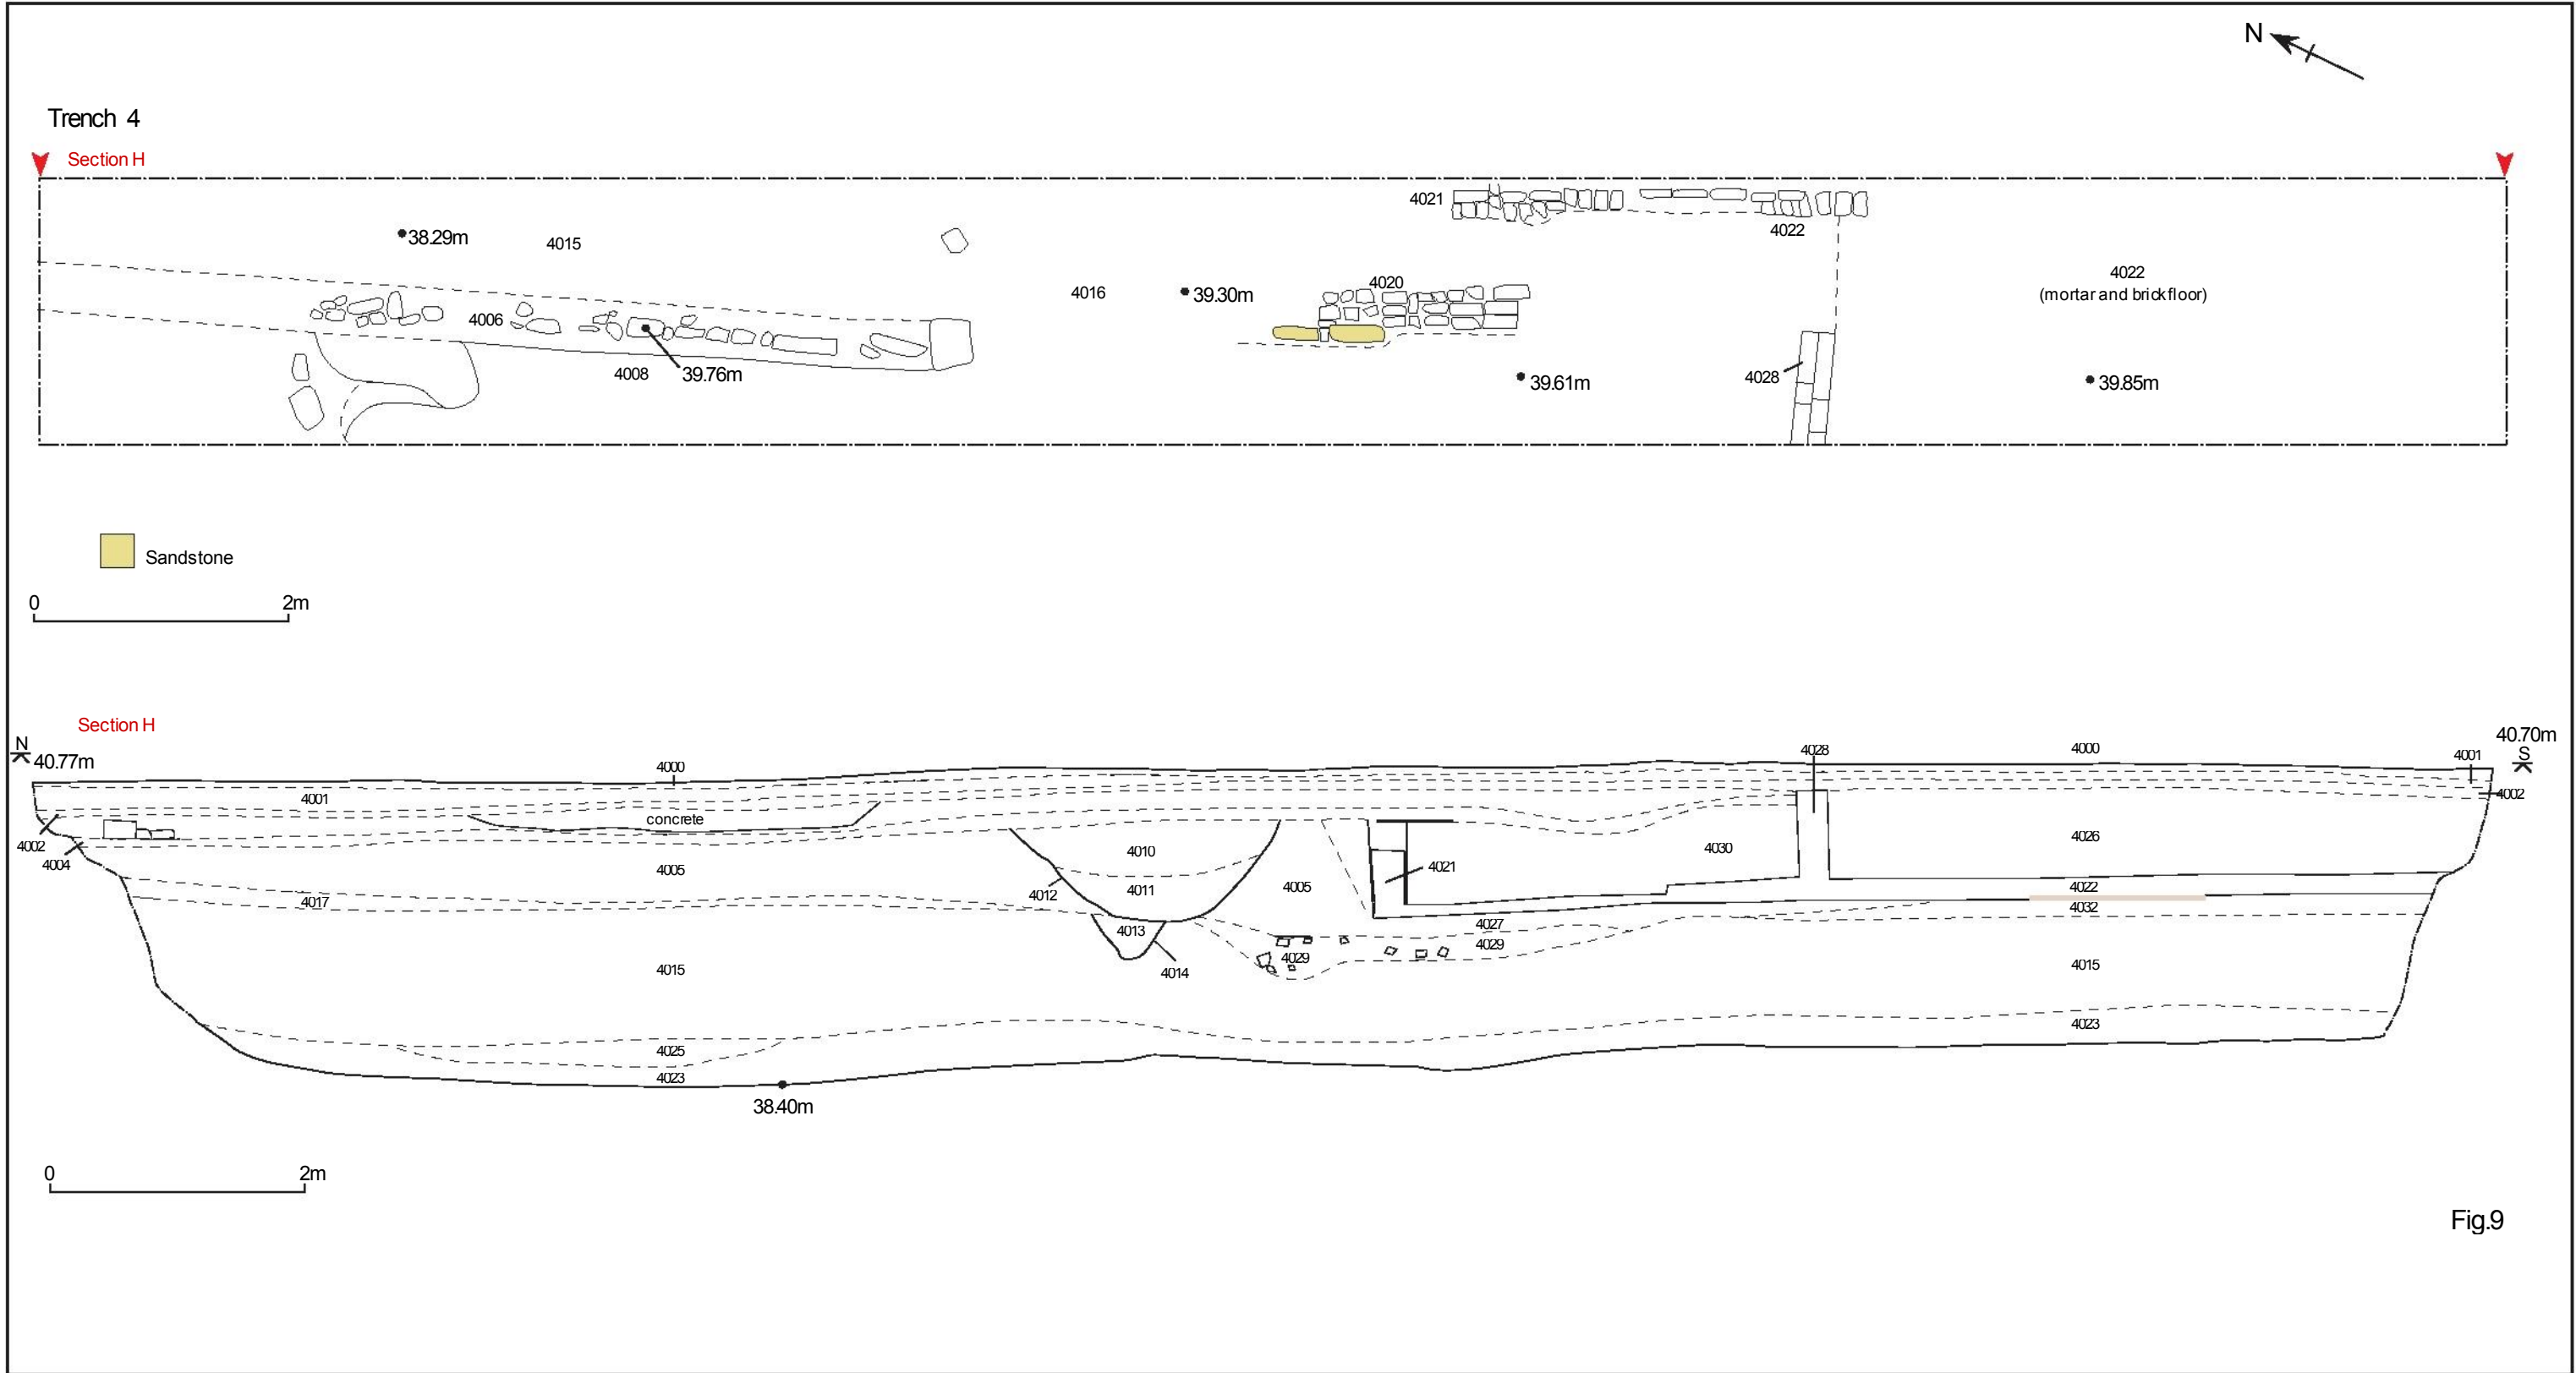 N
Trench 4
Section H
4021
38.29m
4015
4022
4016
39.30m
4020
4022
(mortar and brick floor)
4006
4008
39.76m
39.61m
4028
39.85m
Sandstone
0 2m
Section H
N
40.77m
4000
4028
4000
40.70m
4001
S
4001
4002
concrete
4002
4004
4005
4010
4011
4012
4005
4021
4030
4026
4017
4022
4032
4013
4014
4027
4029
4029
4015
4015
4025
4023
4023
38.40m
0 2m
Fig.9